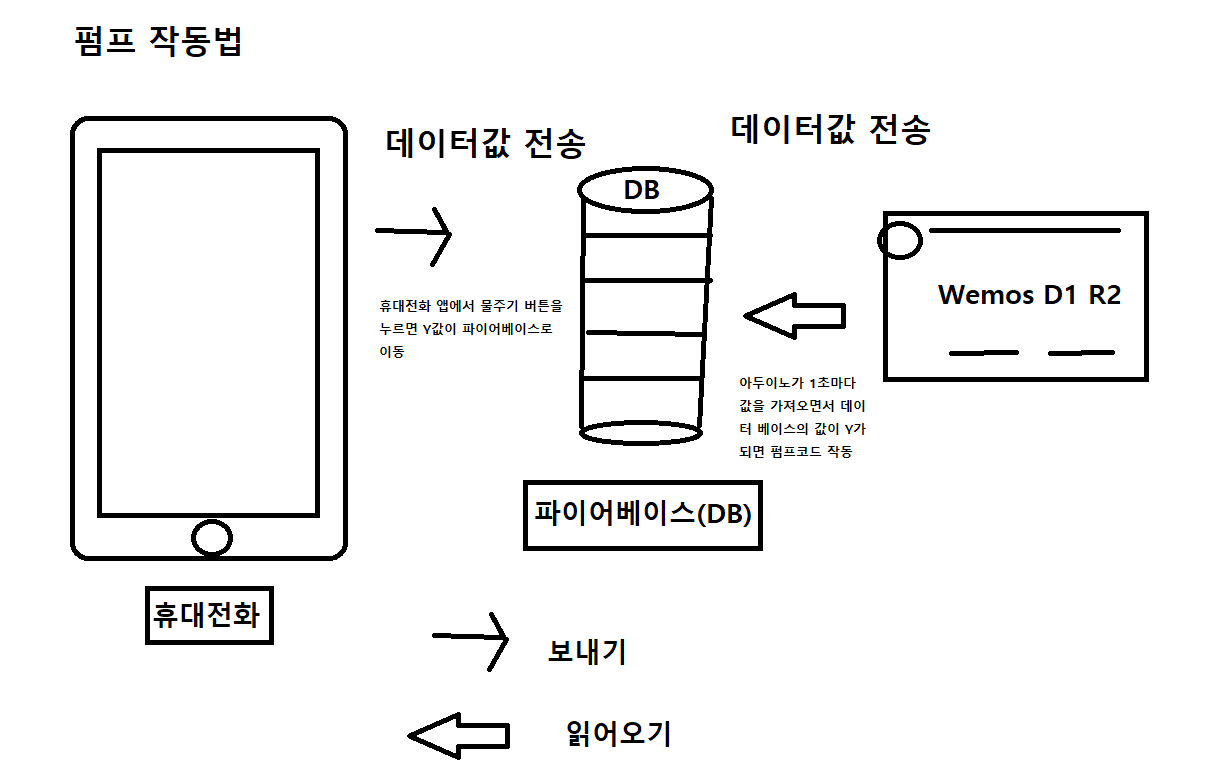 펌프 작동법
데이터값 전송
데이터값 전송
DB
Wemos D1 R2
휴대전화 앱에서 물주기 버튼을
누르면 Y값이 파이어베이스로
이동
아두이노가 1초마다
값을 가져오면서 데이
터 베이스의 값이 Y가
되면 펌프코드 작동
파이어베이스(DB)
휴대전화
보내기
읽어오기